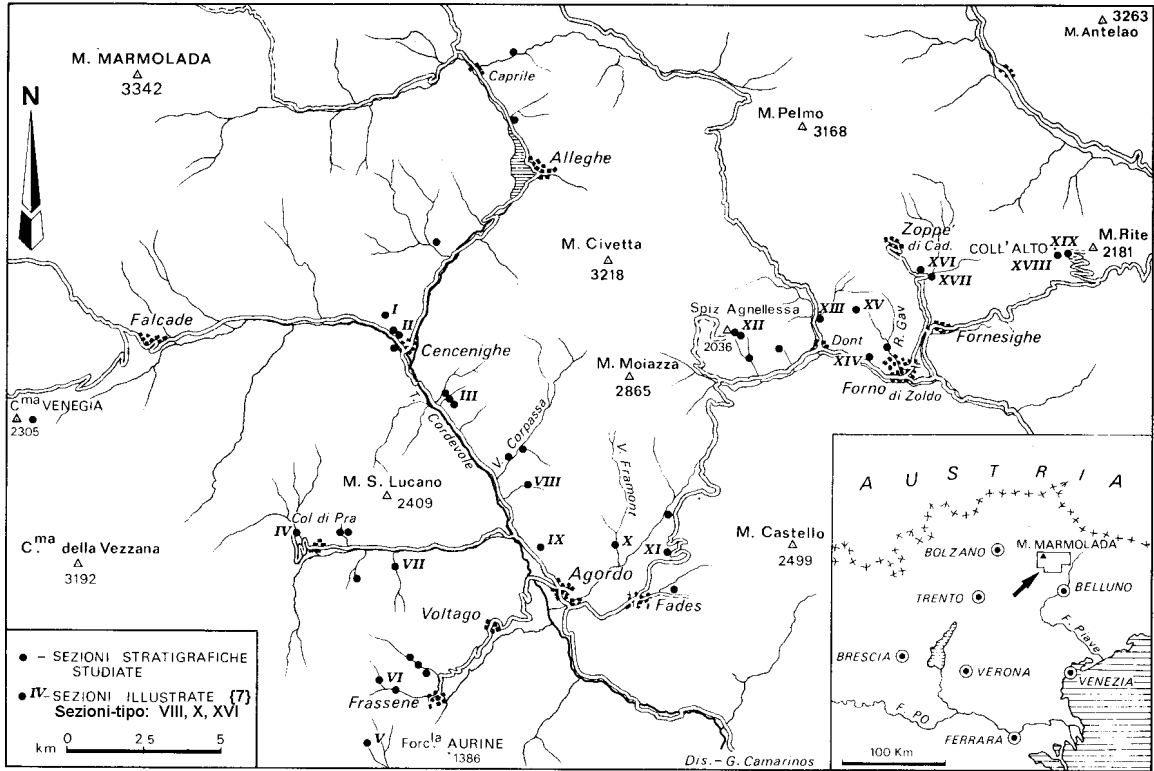 3263
M. Antelao
M. MARMOLADA
3342
Caprile
N
M. Pelmo
3168
Alleghe
Zoppe'
di Cad.
COLL'ALTO
XIX
XVIII
M. Rite
2181
M. Civetta
3218
XVI
XVII
I
II
Falcade
Cencenighe
Spiz Agnellessa
2036
XII
XIII
XV
R. Gav
Dont
XIV
Fornesighe
Forno
di Zoldo
M. Moiazza
2865
III
Cma VENEGIA
2305
Cordevole
V. Corpassa
V. Framont
M. S. Lucano
2409
VIII
Col di Pra
IV
C.ma della Vezzana
3192
VII
IX
X
XI
M. Castello
2499
Agordo
Fades
Voltago
VI
Frassenè
V
Forc.la AURINE
1386
Dis. - G. Camarinos
• - SEZIONI STRATIGRAFICHE
STUDIATE
• IV - SEZIONI ILLUSTRATE {7}
Sezioni-tipo: VIII, X, XVI
km 0 2.5 5
AUSTRIA
BOLZANO
M. MARMOLADA
TRENTO
BELLUNO
F. Piave
BRESCIA
VERONA
VENEZIA
F. PO
FERRARA
100 Km